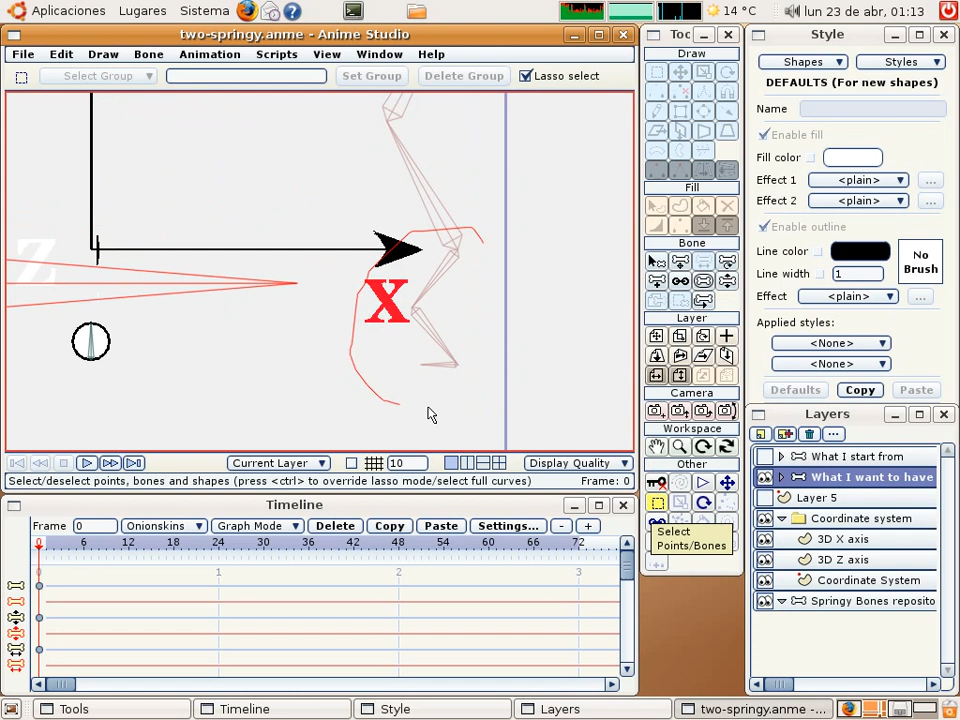 Aplicaciones Lugares Sistema 14 °C lun 23 de abr, 01:13
two-springy.anme - Anime Studio
File Edit Draw Bone Animation Scripts View Window Help
Select Group Set Group Delete Group Lasso select
Z
X
Current Layer 10 Display Quality
Select/deselect points, bones and shapes (press <ctrl> to override lasso mode/select full curves) Frame: 0
Timeline
Frame 0 Onionskins Graph Mode Delete Copy Paste Settings... - +
0 6 12 18 24 30 36 42 48 54 60 66 72
0 1 2 3
Draw
Fill
Bone
Layer
Camera
Workspace
Other
Select
Points/Bones
Style
Shapes Styles
DEFAULTS (For new shapes)
Name
Enable fill
Fill color
Effect 1 <plain> ...
Effect 2 <plain> ...
Enable outline
Line color
Line width 1
No
Brush
Effect <plain> ...
Applied styles:
<None>
<None>
Defaults Copy Paste
Layers
What I start from
What I want to have
Layer 5
Coordinate system
3D X axis
3D Z axis
Coordinate System
Springy Bones reposito
Tools Timeline Style Layers two-springy.anme - ...